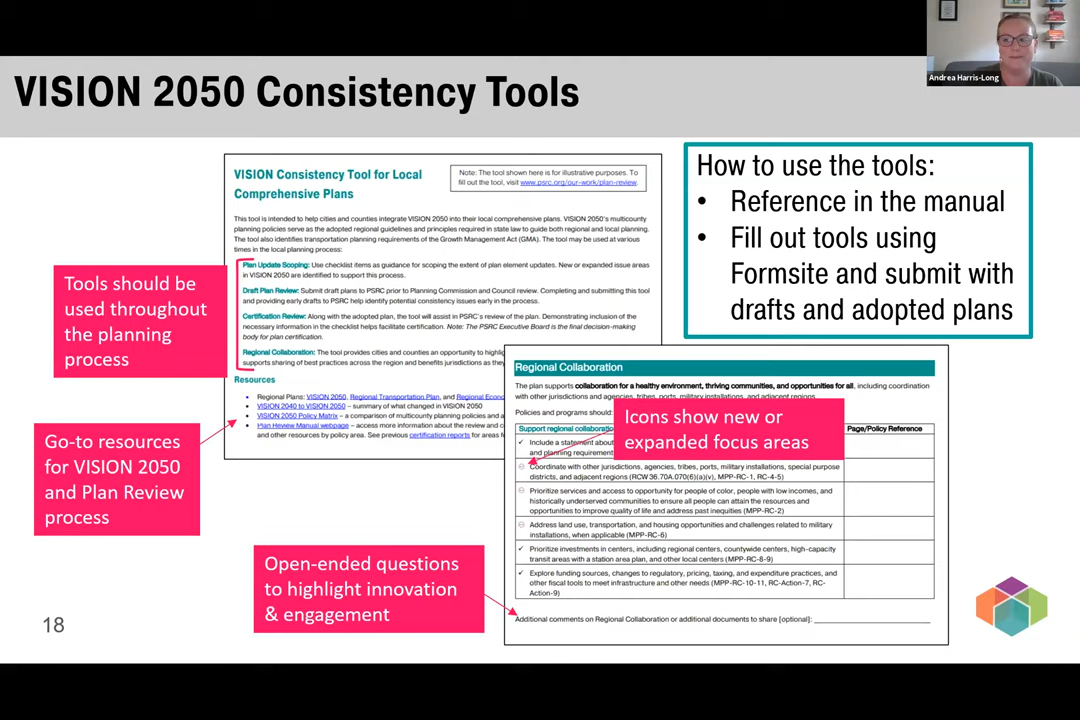 Andrea Harris-Long
VISION 2050 Consistency Tools
VISION Consistency Tool for Local
Comprehensive Plans
Note: The tool shown here is for illustrative purposes. To
fill out the tool, visit www.psrc.org/our-work/plan-review.
This tool is intended to help cities and counties integrate VISION 2050 into their local comprehensive plans. VISION 2050's multicounty
planning policies serve as the adopted regional guidelines and principles required in state law to guide both regional and local planning.
The tool also identifies transportation planning requirements of the Growth Management Act (GMA). The tool may be used at various
times in the local planning process:
Plan Update Scoping: Use checklist items as guidance for scoping the extent of plan element updates. New or expanded issue areas
in VISION 2050 are identified to support this process.
Draft Plan Review: Submit draft plans to PSRC prior to Planning Commission and Council review. Completing and submitting this tool
and providing early drafts to PSRC help identify potential consistency issues early in the process.
Certification Review: Along with the adopted plan, the tool will assist in PSRC's review of the plan. Demonstrating inclusion of the
necessary information in the checklist helps facilitate certification. Note: The PSRC Executive Board is the final decision-making
body for plan certification.
Regional Collaboration: The tool provides cities and counties an opportunity to highlig
supports sharing of best practices across the region and benefits jurisdictions as they
Resources
• Regional Plans: VISION 2050, Regional Transportation Plan, and Regional Econo
• VISION 2040 to VISION 2050 – summary of what changed in VISION 2050
• VISION 2050 Policy Matrix – a comparison of multicounty planning policies and a
• Plan Review Manual webpage – access more information about the review and c
and other resources by policy area. See previous certification reports for areas f
Tools should be
used throughout
the planning
process
Go-to resources
for VISION 2050
and Plan Review
process
How to use the tools:
• Reference in the manual
• Fill out tools using
Formsite and submit with
drafts and adopted plans
Regional Collaboration
The plan supports collaboration for a healthy environment, thriving communities, and opportunities for all, including coordination
with other jurisdictions and agencies, tribes, ports, military installations, and adjacent regions.
Policies and programs should:
Icons show new or
expanded focus areas
Support regional collaboratio
Page/Policy Reference
✓ Include a statement about
and planning requirement
Coordinate with other jurisdictions, agencies, tribes, ports, military installations, special purpose
districts, and adjacent regions (RCW 36.70A.070(6)(a)(v), MPP-RC-1, RC-4-5)
Prioritize services and access to opportunity for people of color, people with low incomes, and
historically underserved communities to ensure all people can attain the resources and
opportunities to improve quality of life and address past inequities (MPP-RC-2)
Address land use, transportation, and housing opportunities and challenges related to military
installations, when applicable (MPP-RC-6)
✓ Prioritize investments in centers, including regional centers, countywide centers, high-capacity
transit areas with a station area plan, and other local centers (MPP-RC-8-9)
✓ Explore funding sources, changes to regulatory, pricing, taxing, and expenditure practices, and
other fiscal tools to meet infrastructure and other needs (MPP-RC-10-11, RC-Action-7, RC-
Action-9)
Additional comments on Regional Collaboration or additional documents to share [optional]:
Open-ended questions
to highlight innovation
& engagement
18